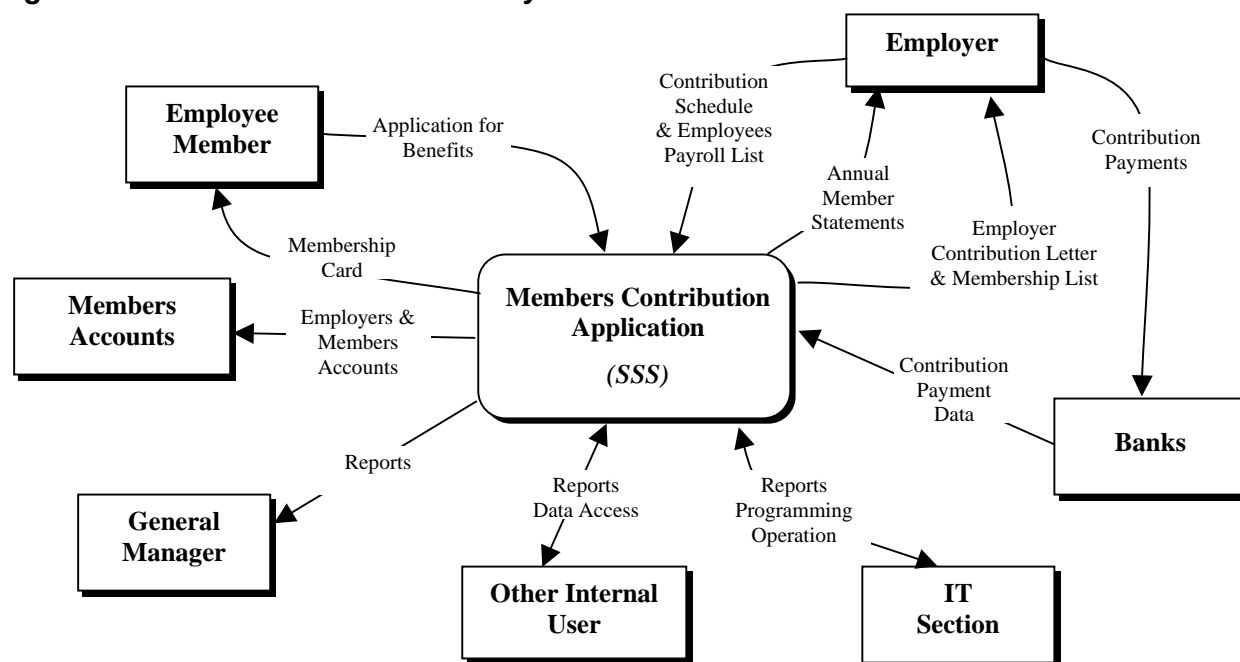 Employer
Contribution
Schedule
& Employees
Payroll List
Employee
Member
Application for
Benefits
Contribution
Payments
Annual
Member
Statements
Employer
Contribution Letter
& Membership List
Membership
Card
Members Contribution
Application
(SSS)
Members
Accounts
Employers &
Members
Accounts
Contribution
Payment
Data
Banks
Reports
Reports
Data Access
Reports
Programming
Operation
General
Manager
Other Internal
User
IT
Section